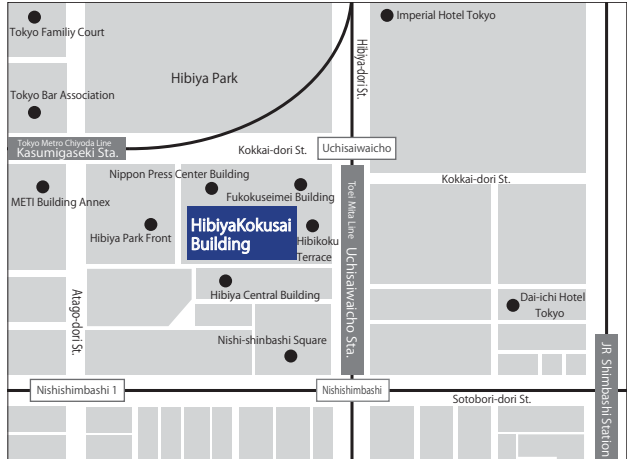 Tokyo Familiy Court
Imperial Hotel Tokyo
Hibiya-dori St.
Hibiya Park
Tokyo Bar Association
Tokyo Metro Chiyoda Line
Kasumigaseki Sta.
Kokkai-dori St.
Uchisaiwaicho
Nippon Press Center Building
Kokkai-dori St.
METI Building Annex
Fukokuseimei Building
HibiyaKokusai
Building
Hibiya Park Front
Hibikoku
Terrace
Toei Mita Line
Uchisaiwaicho Sta.
Atago-dori St.
Hibiya Central Building
Dai-ichi Hotel
Tokyo
Nishi-shinbashi Square
JR Shimbashi Station
Nishishimbashi 1
Nishishimbashi
Sotobori-dori St.